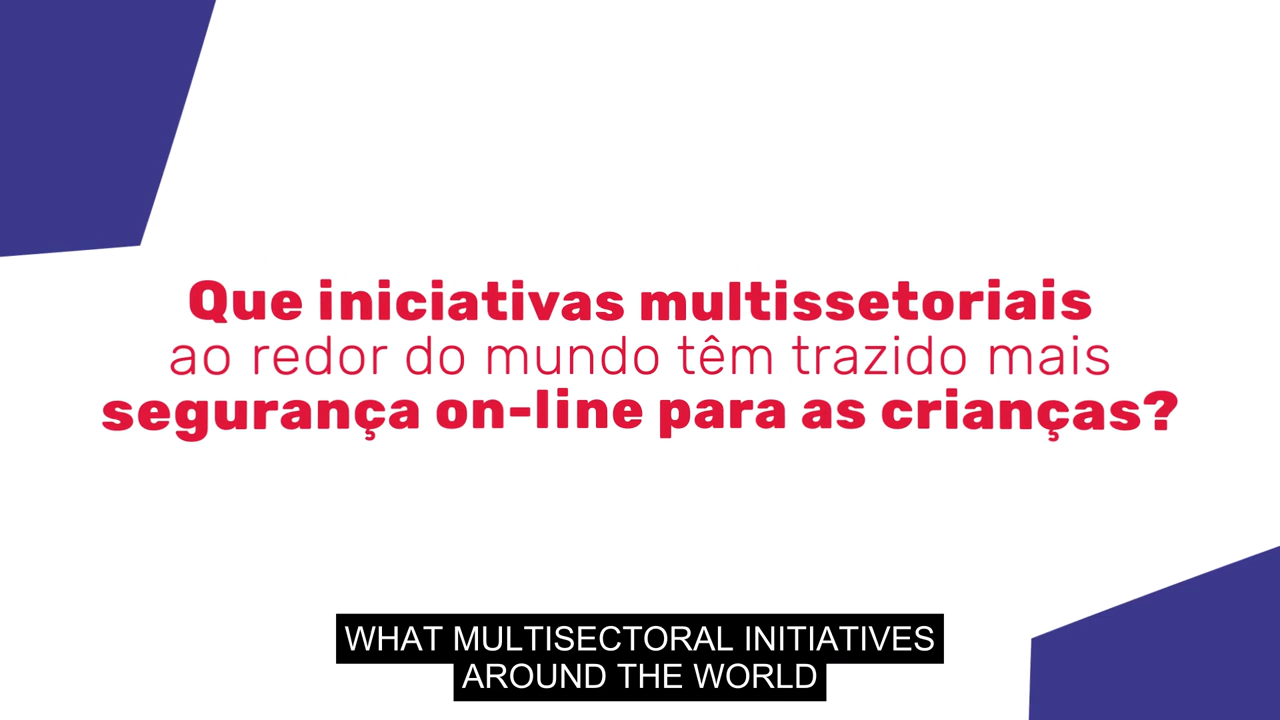 Que iniciativas multissetoriais
ao redor do mundo têm trazido mais
segurança on-line para as crianças?
WHAT MULTISECTORAL INITIATIVES
AROUND THE WORLD